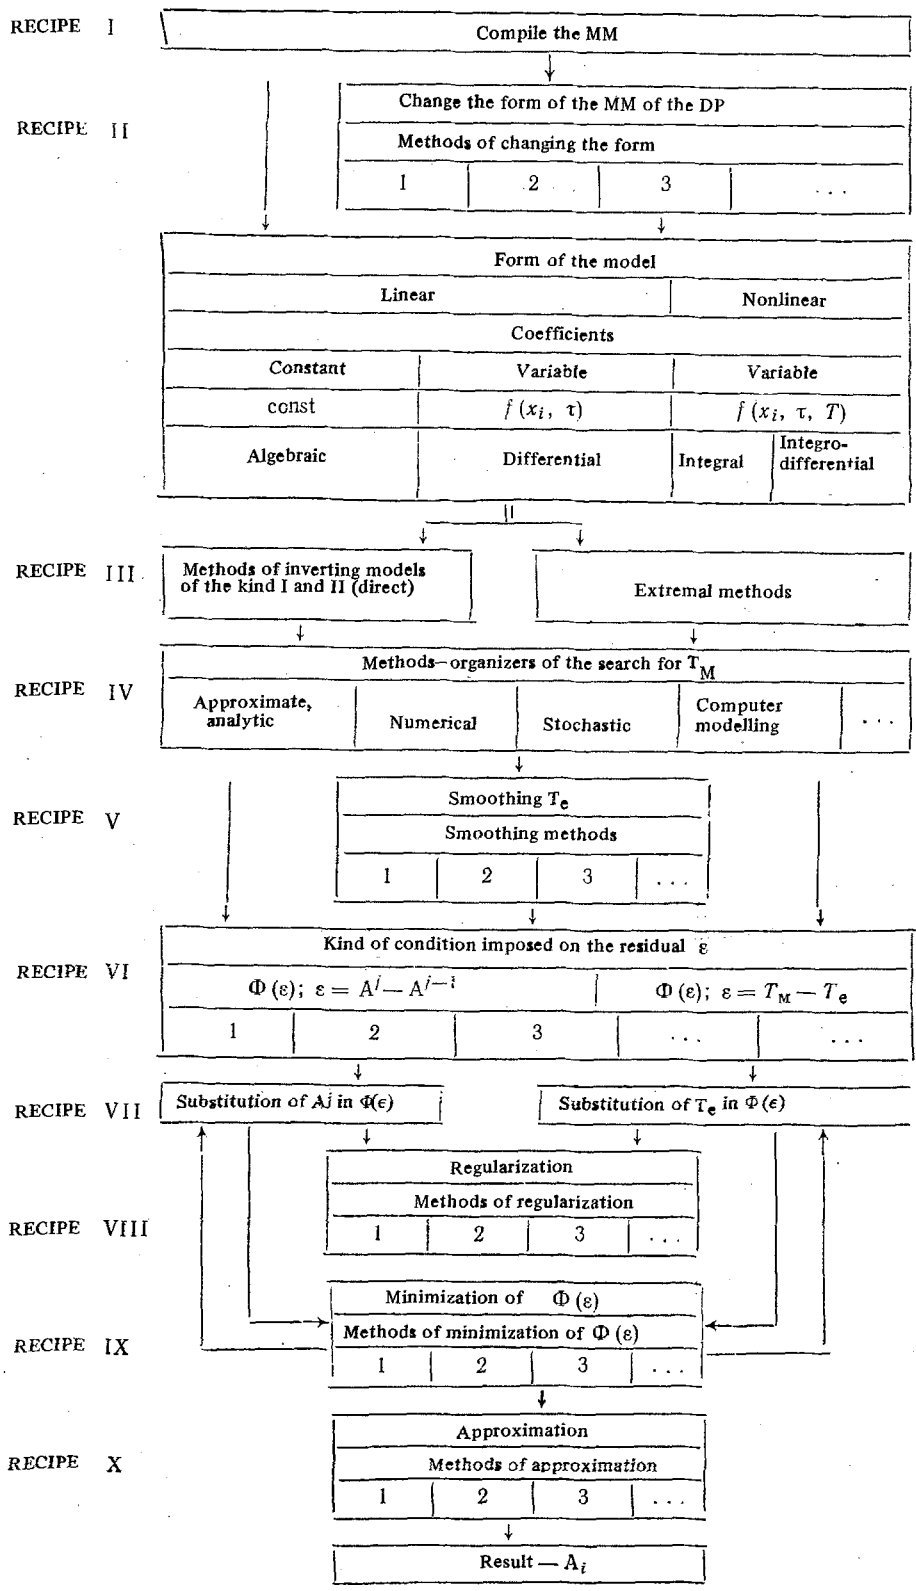 RECIPE I
Compile the MM
Change the form of the MM of the DP
RECIPE II
Methods of changing the form
1 2 3 ...
Form of the model
Linear Nonlinear
Coefficients
Constant Variable Variable
const f (xᵢ, τ) f (xᵢ, τ, T)
Algebraic Differential Integral Integro-
differential
RECIPE III
Methods of inverting models
of the kind I and II (direct)
Extremal methods
Methods—organizers of the search for T_M
RECIPE IV
Approximate,
analytic
Numerical
Stochastic
Computer
modelling
...
Smoothing Tₑ
RECIPE V
Smoothing methods
1 2 3 ...
Kind of condition imposed on the residual ε
RECIPE VI
Φ (ε); ε = Aʲ — Aʲ⁻¹ Φ (ε); ε = T_M — Tₑ
1 2 3 ... ...
RECIPE VII
Substitution of Aj in Φ(ϵ) Substitution of Tₑ in Φ(ϵ)
Regularization
Methods of regularization
RECIPE VIII
1 2 3 ...
Minimization of Φ (ε)
RECIPE IX
Methods of minimization of Φ (ε)
1 2 3 ...
Approximation
RECIPE X
Methods of approximation
1 2 3 ...
Result — Aᵢ